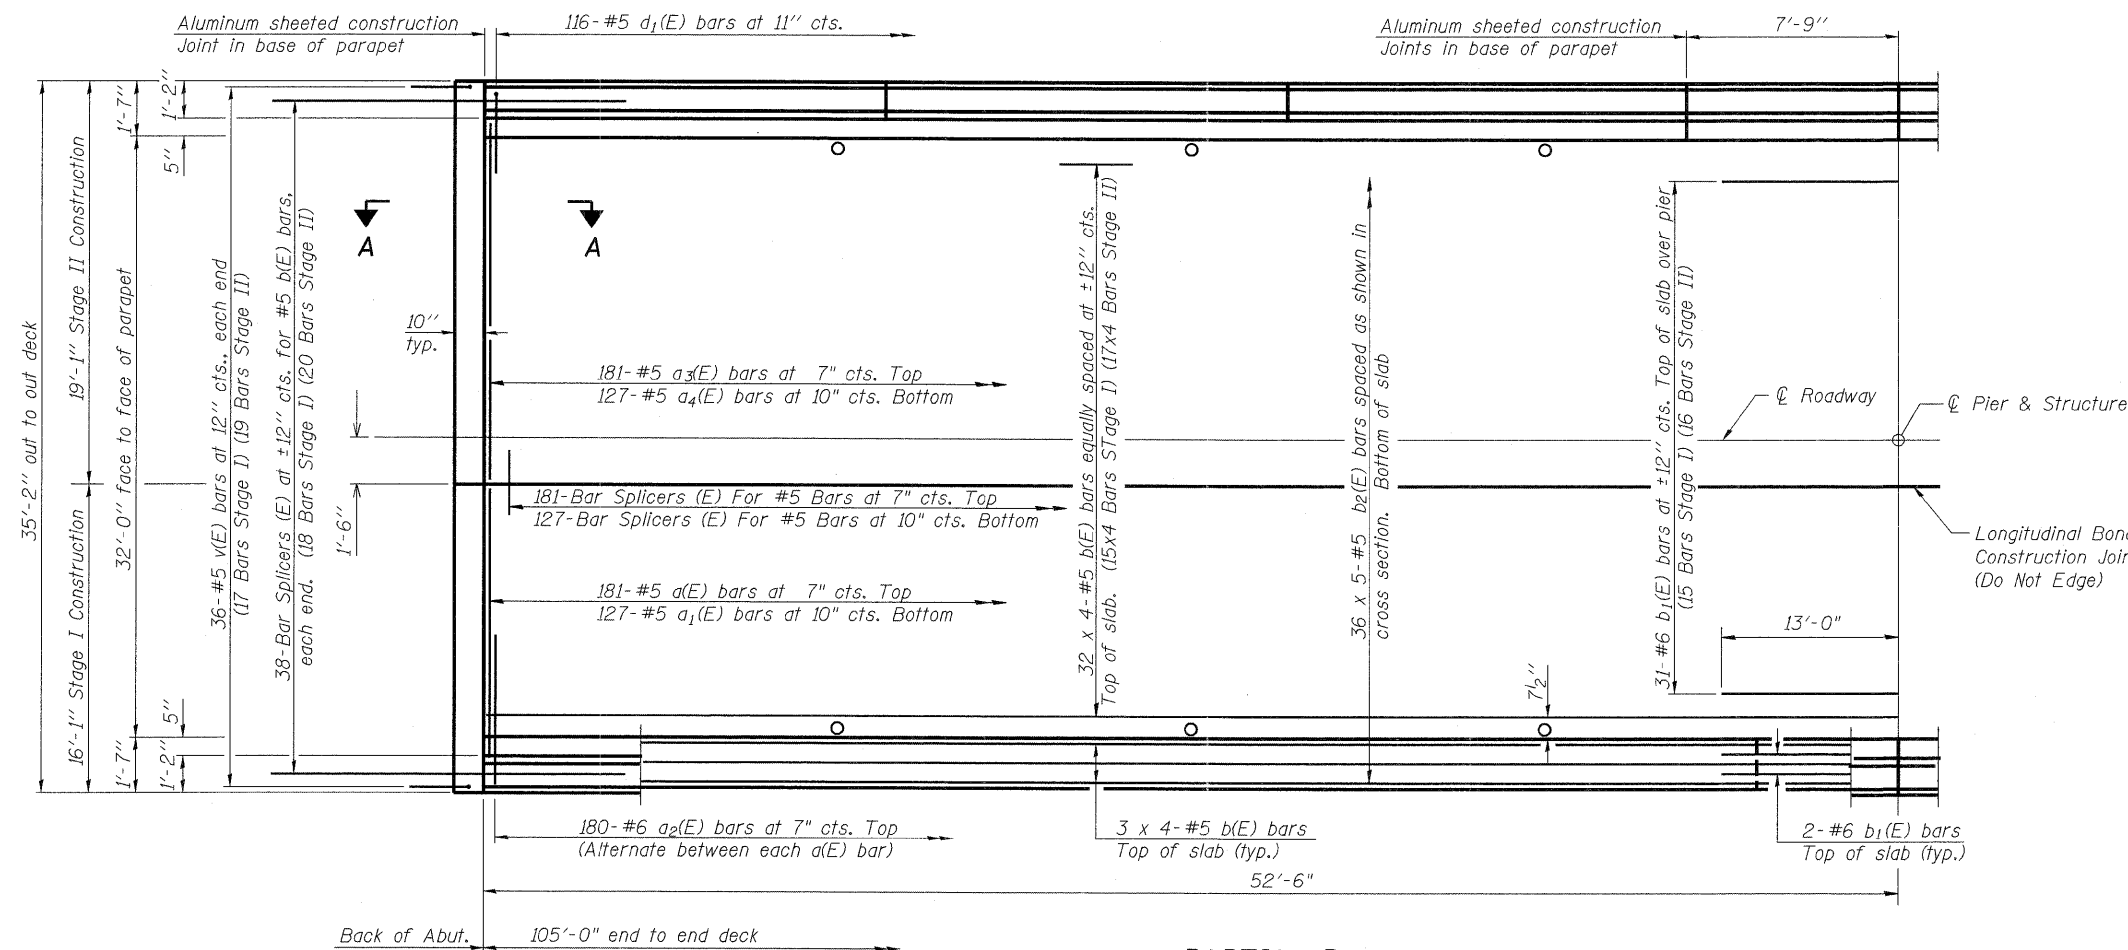 Aluminum sheeted construction
Joint in base of parapet
116-#5 d1(E) bars at 11" cts.
Aluminum sheeted construction
Joints in base of parapet
7'-9"
35'-2" out to out deck
19'-1" Stage II Construction
16'-1" Stage I Construction
1'-7"
32'-0" face to face of parapet
1'-7"
1'-2"
5"
5"
1'-2"
36-#5 v(E) bars at 12" cts., each end
(17 Bars Stage I) (19 Bars Stage II)
38-Bar Splicers (E) at ±12" cts. for #5 b(E) bars,
each end. (18 Bars Stage I) (20 Bars Stage II)
1'-6"
A
A
10"
typ.
181-#5 a3(E) bars at 7" cts. Top
127-#5 a4(E) bars at 10" cts. Bottom
181-Bar Splicers (E) For #5 Bars at 7" cts. Top
127-Bar Splicers (E) For #5 Bars at 10" cts. Bottom
181-#5 a(E) bars at 7" cts. Top
127-#5 a1(E) bars at 10" cts. Bottom
32 x 4-#5 b(E) bars equally spaced at ±12" cts.
Top of slab. (15x4 Bars STage I) (17x4 Bars Stage II)
36 x 5-#5 b2(E) bars spaced as shown in
cross section. Bottom of slab
7½"
31-#6 b1(E) bars at ±12" cts. Top of slab over pier
(15 Bars Stage I) (16 Bars Stage II)
℄ Roadway
℄ Pier & Structure
Longitudinal
Construction
(Do Not Edge)
13'-0"
180-#6 a2(E) bars at 7" cts. Top
(Alternate between each a(E) bar)
3 x 4-#5 b(E) bars
Top of slab (typ.)
2-#6 b1(E) bars
Top of slab (typ.)
52'-6"
Back of Abut.
105'-0" end to end deck